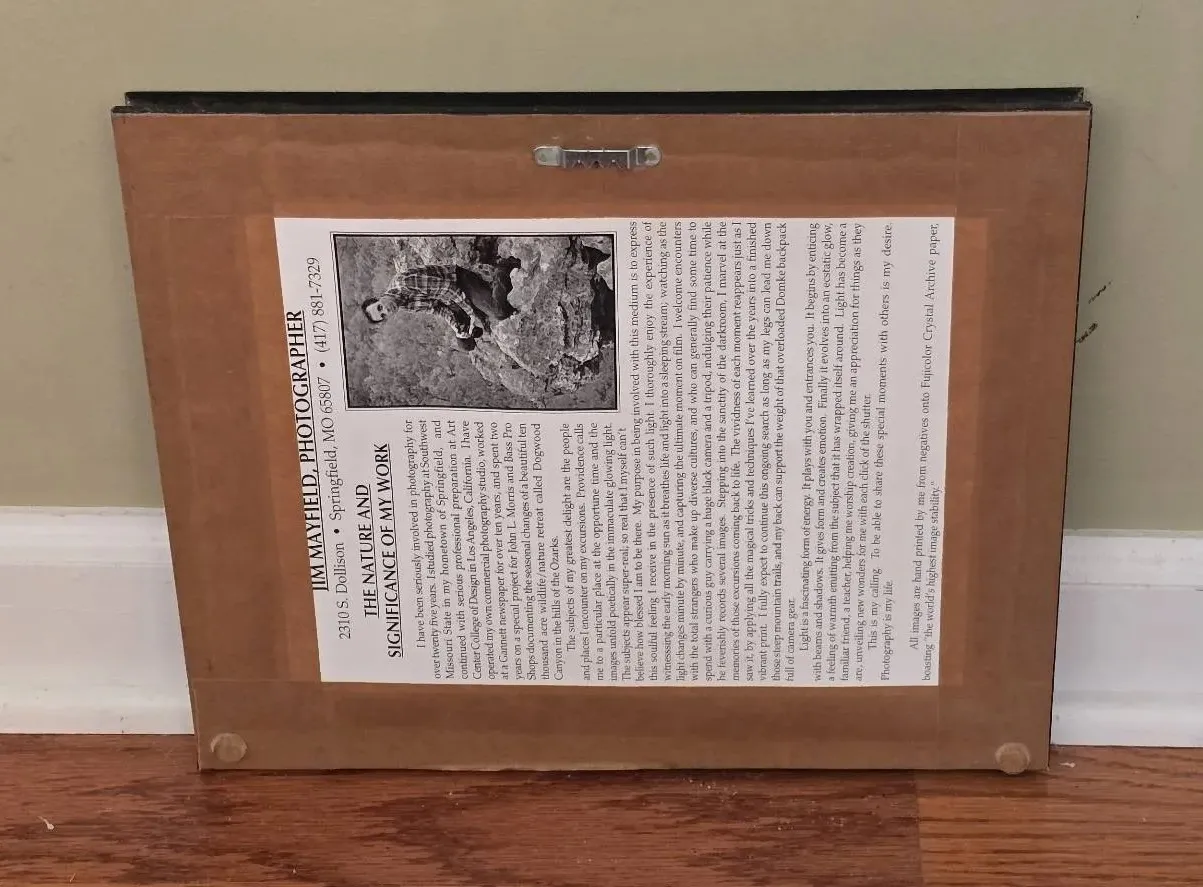 JIM MAYFIELD, PHOTOGRAPHER
2310 S. Dollison • Springfield, MO 65807 • (417) 881-7329
THE NATURE AND
SIGNIFICANCE OF MY WORK
I have been seriously involved in photography for
over twenty five years. I studied photography at Southwest
Missouri State in my hometown of Springfield, and
continued with serious professional preparation at Art
Center College of Design in Los Angeles, California. I have
operated my own commercial photography studio, worked
at a Gannett newspaper for over ten years, and spent two
years on a special project for John L. Morris and Bass Pro
Shops documenting the seasonal changes of a beautiful ten
thousand acre wildlife/nature retreat called Dogwood
Canyon in the hills of the Ozarks.
The subjects of my greatest delight are the people
and places I encounter on my excursions. Providence calls
me to a particular place at the opportune time and the
images unfold poetically in the immaculate glowing light.
The subjects appear super-real; so real that I myself can't
believe how blessed I am to be there. My purpose in being involved with this medium is to express
this soulful feeling I receive in the presence of such light. I thoroughly enjoy the experience of
witnesssing the early morning sun as it breathes life and light into a sleeping stream; watching as the
light changes minute by minute, and capturing the ultimate moment on film. I welcome encounters
with the total strangers who make up diverse cultures, and who can generally find some time to
spend with a curious guy carrying a huge black camera and a tripod, indulging their patience while
he feverishly records several images. Stepping into the sanctity of the darkroom, I marvel at the
memories of those excursions coming back to life. The vividness of each moment reappears just as I
saw it, by applying all the magical tricks and techniques I've learned over the years into a finished
vibrant print. I fully expect to continue thus ongoing search as long as my legs can lead me down
those steep mountain trails, and my back can support the weight of that overloaded Domke backpack
full of camera gear.
Light is a fascinating form of energy. It plays with you and entrances you. It begins by enticing
with beams and shadows. It gives form and creates emotion. Finally it evolves into an ecstatic glow,
a feeling of warmth emitting from the subject that it has wrapped itself around. Light has become a
familiar friend, a teacher, helping me worship creation, giving me an appreciation for things as they
are, unveiling new wonders for me with each click of the shutter.
This is my calling. To be able to share these special moments with others is my desire.
Photography is my life.
All images are hand printed by me from negatives onto Fujicolor Crystal Archive paper,
boasting "the world's highest image stability."